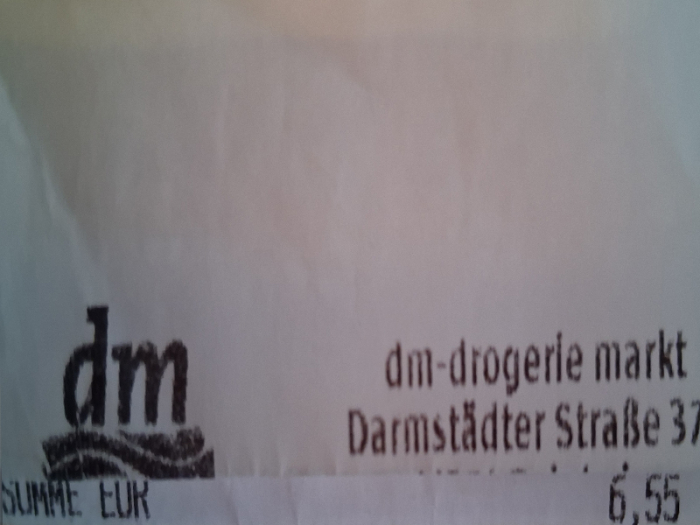 dm
dm-drogerie markt
Darmstädter Straße 37
SUMME EUR 6,55